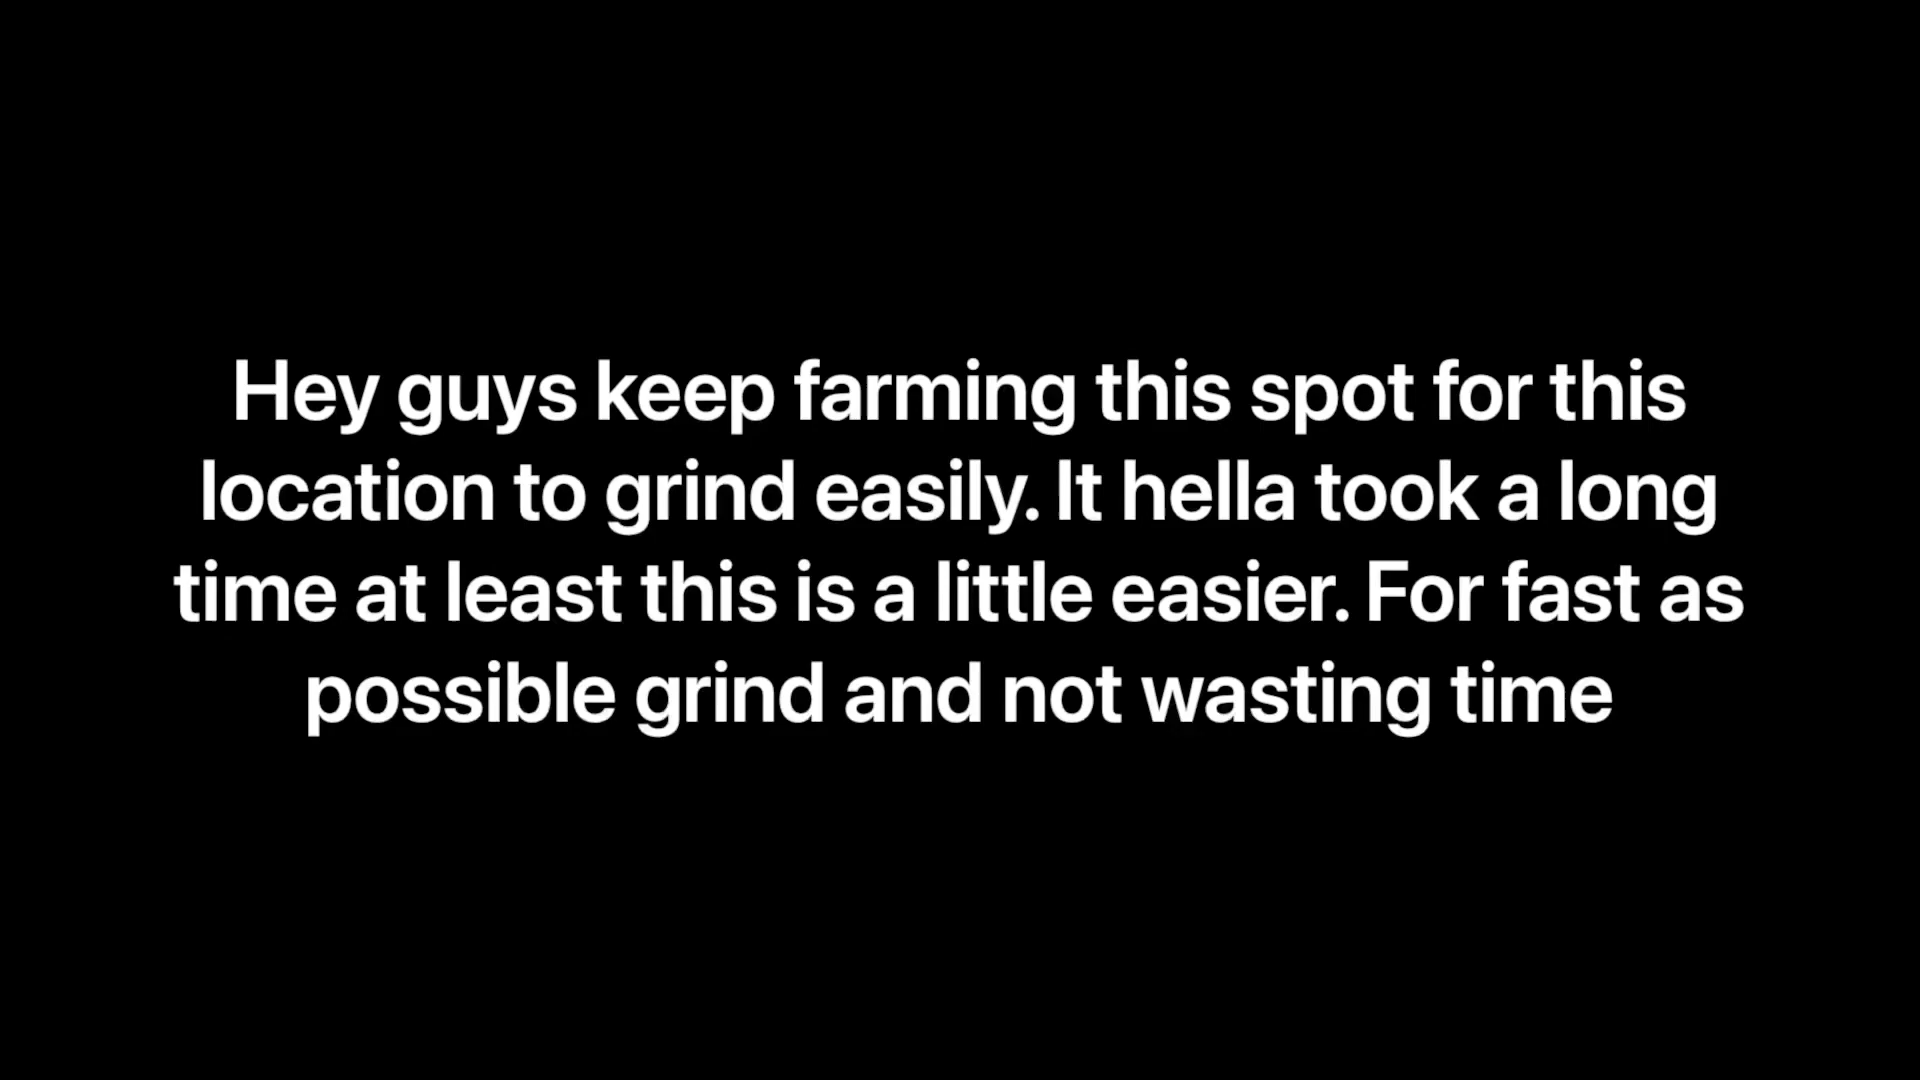 Hey guys keep farming this spot for this
location to grind easily. It hella took a long
time at least this is a little easier. For fast as
possible grind and not wasting time